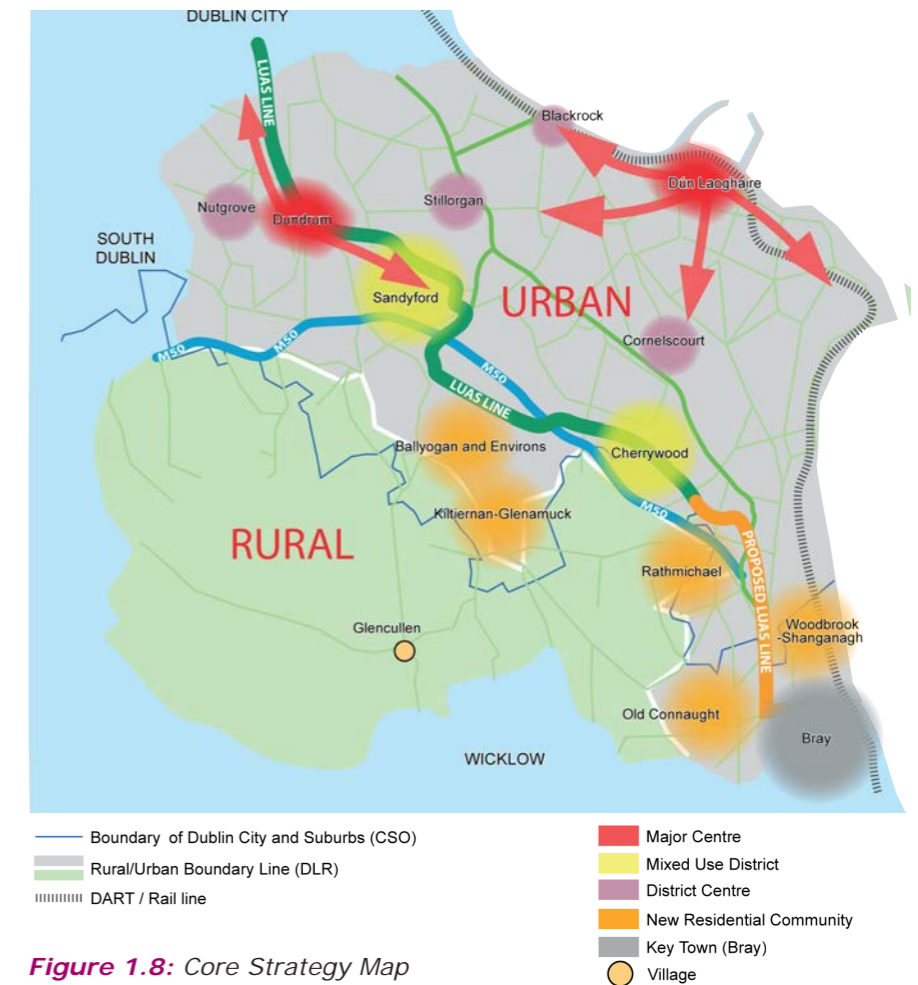 DUBLIN CITY
LUAS LINE
Blackrock
Dún Laoghaire
Nutgrove
Stillorgan
Dundrum
SOUTH
DUBLIN
Sandyford
URBAN
Cornelscourt
M50
M50
M50
LUAS LINE
Ballyogan and Environs
Cherrywood
Kiltiernan-Glenamuck
M50
RURAL
Rathmichael
PROPOSED LUAS LINE
Glencullen
Woodbrook
-Shanganagh
Old Connaught
Bray
WICKLOW
Boundary of Dublin City and Suburbs (CSO)
Rural/Urban Boundary Line (DLR)
DART / Rail line
Major Centre
Mixed Use District
District Centre
New Residential Community
Key Town (Bray)
Village
Figure 1.8: Core Strategy Map